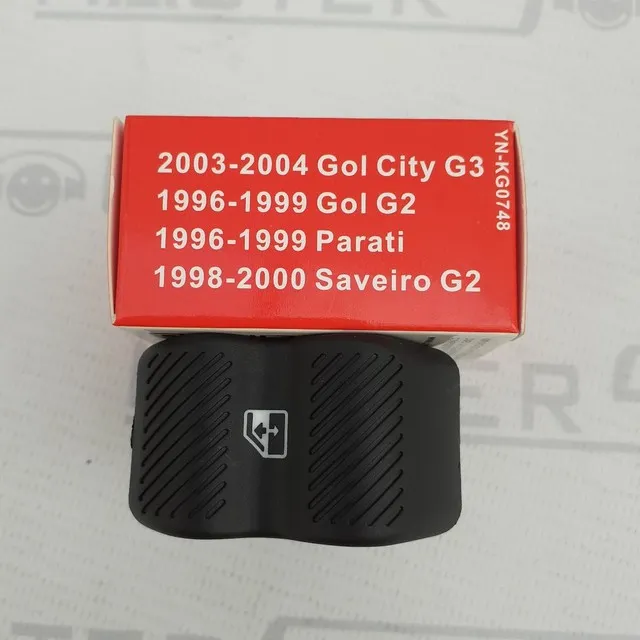 2003-2004 Gol City G3
1996-1999 Gol G2
1996-1999 Parati
1998-2000 Saveiro G2
YN-KG0748